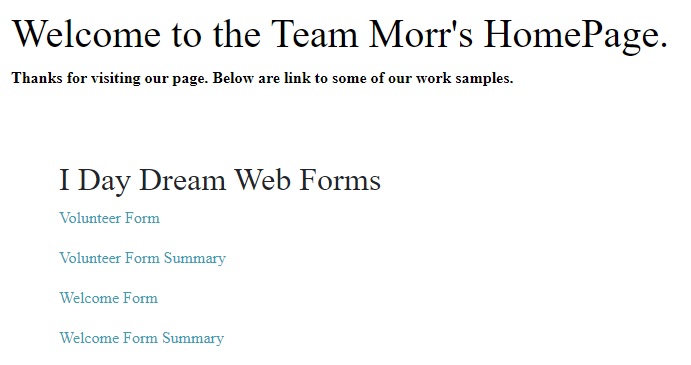 Welcome to the Team Morr's HomePage.
Thanks for visiting our page. Below are link to some of our work samples.
I Day Dream Web Forms
Volunteer Form
Volunteer Form Summary
Welcome Form
Welcome Form Summary